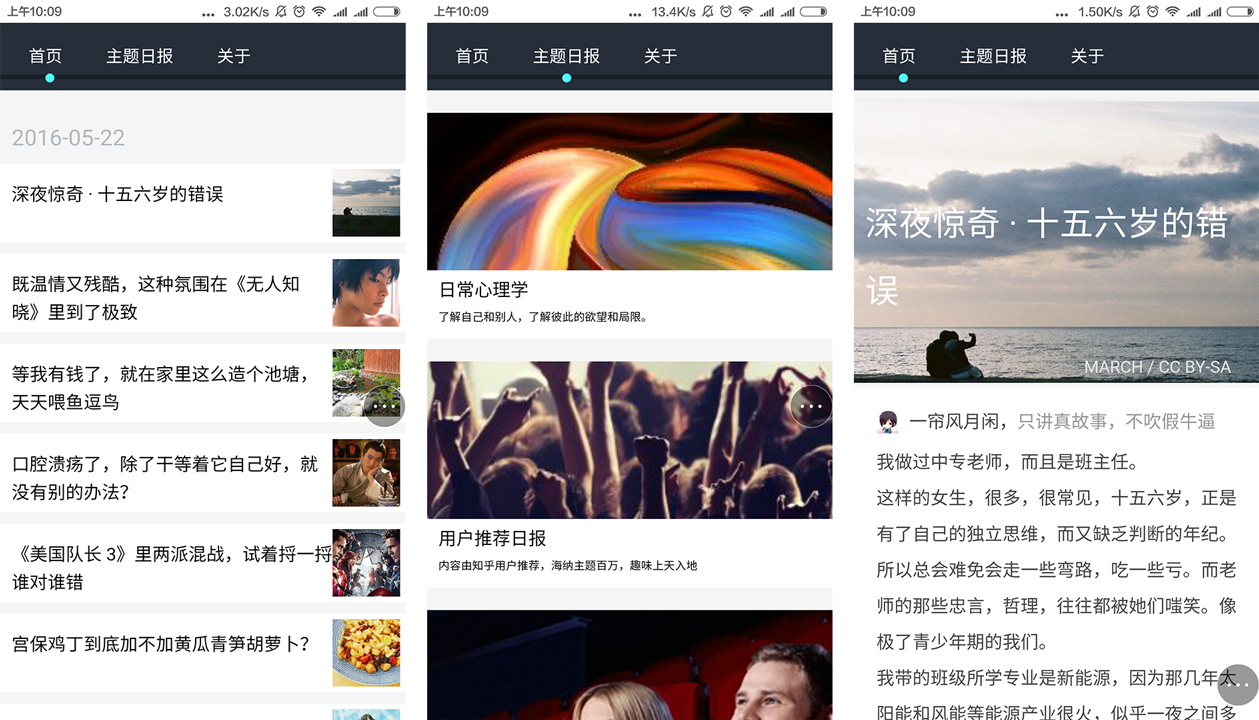 上午10:09
... 3.02K/s
首页 主题日报 关于
2016-05-22
深夜惊奇 · 十五六岁的错误
既温情又残酷，这种氛围在《无人知
晓》里到了极致
等我有钱了，就在家里这么造个池塘，
天天喂鱼逗鸟
口腔溃疡了，除了干等着它自己好，就
没有别的办法？
《美国队长 3》里两派混战，试着捋一捋
谁对谁错
宫保鸡丁到底加不加黄瓜青笋胡萝卜？
上午10:09
... 13.4K/s
首页 主题日报 关于
日常心理学
了解自己和别人，了解彼此的欲望和局限。
用户推荐日报
内容由知乎用户推荐，海纳主题百万，趣味上天入地
上午10:09
... 1.50K/s
首页 主题日报 关于
深夜惊奇 · 十五六岁的错
误
MARCH / CC BY-SA
一帘风月闲，只讲真故事，不吹假牛逼
我做过中专老师，而且是班主任。
这样的女生，很多，很常见，十五六岁，正是
有了自己的独立思维，而又缺乏判断的年纪。
所以总会难免会走一些弯路，吃一些亏。而老
师的那些忠言，哲理，往往都被她们嗤笑。像
极了青少年期的我们。
我带的班级所学专业是新能源，因为那几年太
阳能和风能等能源产业很火，似乎一夜之间多